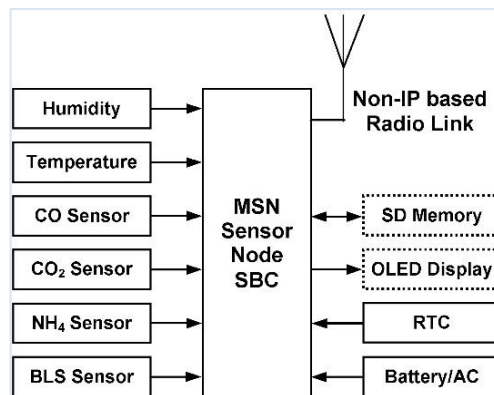 Humidity
Temperature
CO Sensor
CO₂ Sensor
NH₄ Sensor
BLS Sensor
MSN
Sensor
Node
SBC
Non-IP based
Radio Link
SD Memory
OLED Display
RTC
Battery/AC